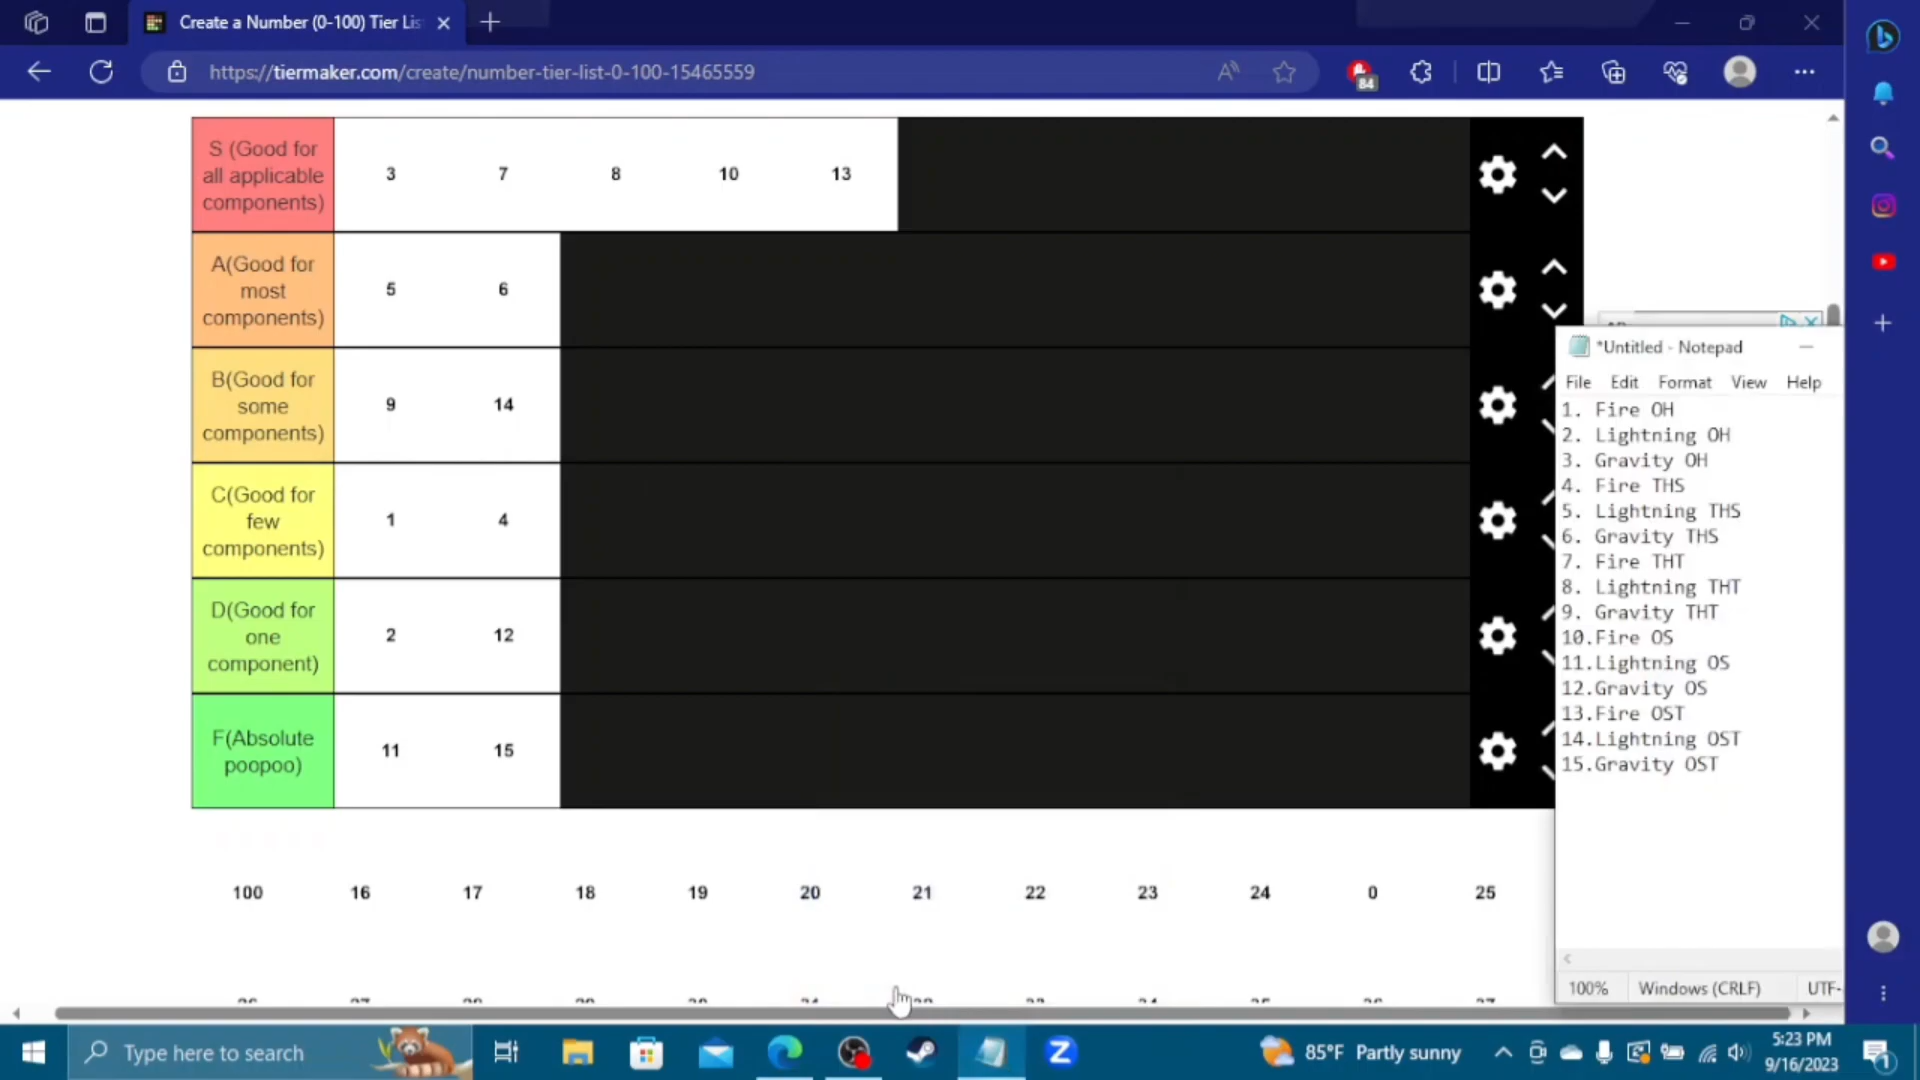 Create a Number (0-100) Tier Lis
https://tiermaker.com/create/number-tier-list-0-100-15465559
84
S (Good for
all applicable
components)
3 7 8 10 13
A(Good for
most
components)
5 6
B(Good for
some
components)
9 14
C(Good for
few
components)
1 4
D(Good for
one
component)
2 12
F(Absolute
poopoo)
11 15
100 16 17 18 19 20 21 22 23 24 0 25
*Untitled - Notepad
File Edit Format View Help
1. Fire OH
2. Lightning OH
3. Gravity OH
4. Fire THS
5. Lightning THS
6. Gravity THS
7. Fire THT
8. Lightning THT
9. Gravity THT
10.Fire OS
11.Lightning OS
12.Gravity OS
13.Fire OST
14.Lightning OST
15.Gravity OST
100% Windows (CRLF) UTF-
Type here to search
85°F Partly sunny
5:23 PM
9/16/2023
1